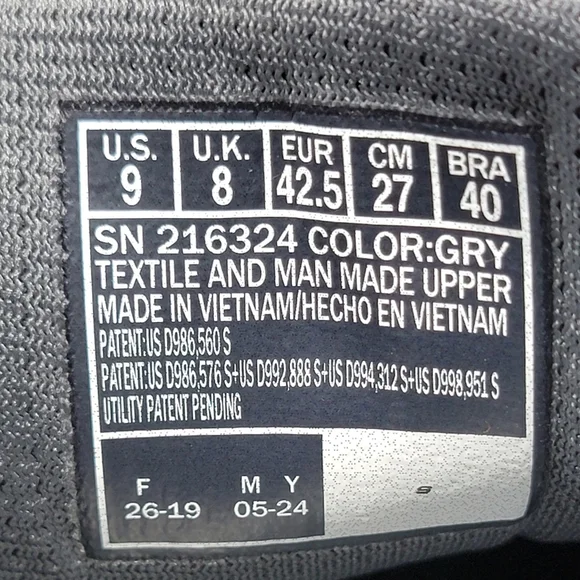 U.S. U.K. EUR CM BRA
9 8 42.5 27 40
SN 216324 COLOR:GRY
TEXTILE AND MAN MADE UPPER
MADE IN VIETNAM/HECHO EN VIETNAM
PATENT:US D986,560 S
PATENT:US D986,576 S+US D992,888 S+US D994,312 S+US D998,951 S
UTILITY PATENT PENDING
F M Y
26-19 05-24